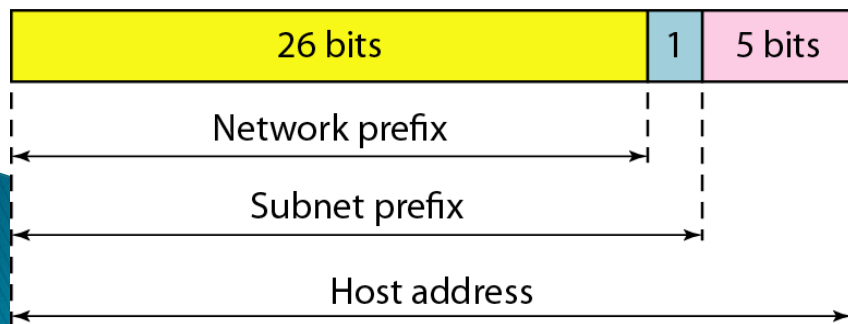 26 bits 1 5 bits
Network prefix
Subnet prefix
Host address